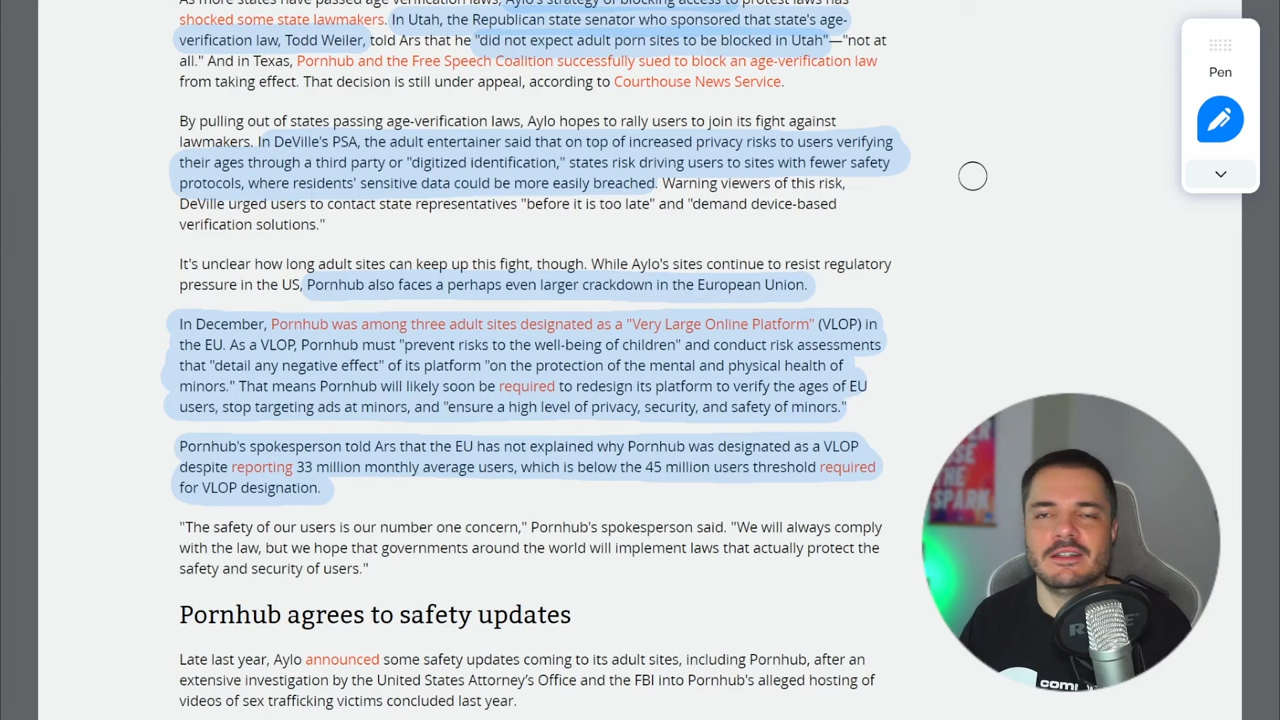 As more states have passed age verification laws, Aylo's strategy of blocking access to protest laws has
shocked some state lawmakers. In Utah, the Republican state senator who sponsored that state's age-
verification law, Todd Weiler, told Ars that he "did not expect adult porn sites to be blocked in Utah"—"not at
all." And in Texas, Pornhub and the Free Speech Coalition successfully sued to block an age-verification law
from taking effect. That decision is still under appeal, according to Courthouse News Service.
By pulling out of states passing age-verification laws, Aylo hopes to rally users to join its fight against
lawmakers. In DeVille's PSA, the adult entertainer said that on top of increased privacy risks to users verifying
their ages through a third party or "digitized identification," states risk driving users to sites with fewer safety
protocols, where residents' sensitive data could be more easily breached. Warning viewers of this risk,
DeVille urged users to contact state representatives "before it is too late" and "demand device-based
verification solutions."
It's unclear how long adult sites can keep up this fight, though. While Aylo's sites continue to resist regulatory
pressure in the US, Pornhub also faces a perhaps even larger crackdown in the European Union.
In December, Pornhub was among three adult sites designated as a "Very Large Online Platform" (VLOP) in
the EU. As a VLOP, Pornhub must "prevent risks to the well-being of children" and conduct risk assessments
that "detail any negative effect" of its platform "on the protection of the mental and physical health of
minors." That means Pornhub will likely soon be required to redesign its platform to verify the ages of EU
users, stop targeting ads at minors, and "ensure a high level of privacy, security, and safety of minors."
Pornhub's spokesperson told Ars that the EU has not explained why Pornhub was designated as a VLOP
despite reporting 33 million monthly average users, which is below the 45 million users threshold required
for VLOP designation.
"The safety of our users is our number one concern," Pornhub's spokesperson said. "We will always comply
with the law, but we hope that governments around the world will implement laws that actually protect the
safety and security of users."
Pornhub agrees to safety updates
Late last year, Aylo announced some safety updates coming to its adult sites, including Pornhub, after an
extensive investigation by the United States Attorney's Office and the FBI into Pornhub's alleged hosting of
videos of sex trafficking victims concluded last year.
Pen
THE
SPARK